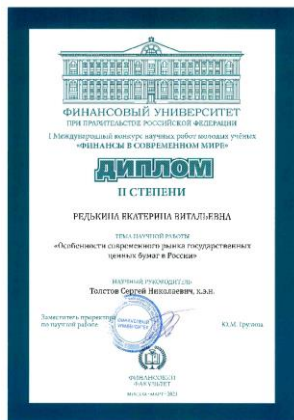 ФИНАНСОВЫЙ УНИВЕРСИТЕТ
ПРИ ПРАВИТЕЛЬСТВЕ РОССИЙСКОЙ ФЕДЕРАЦИИ
I Международный конкурс научных работ молодых учёных
«ФИНАНСЫ В СОВРЕМЕННОМ МИРЕ»
ДИПЛОМ
II СТЕПЕНИ
РЕДЬКИНА ЕКАТЕРИНА ВИТАЛЬЕВНА
ТЕМА НАУЧНОЙ РАБОТЫ
«Особенности современного рынка государственных
ценных бумаг в России»
НАУЧНЫЙ РУКОВОДИТЕЛЬ
Толстов Сергей Николаевич, к.э.н.
Заместитель проректора
по научной работе
Ю.М. Грузина
ФИНАНСОВЫЙ
ФАКУЛЬТЕТ